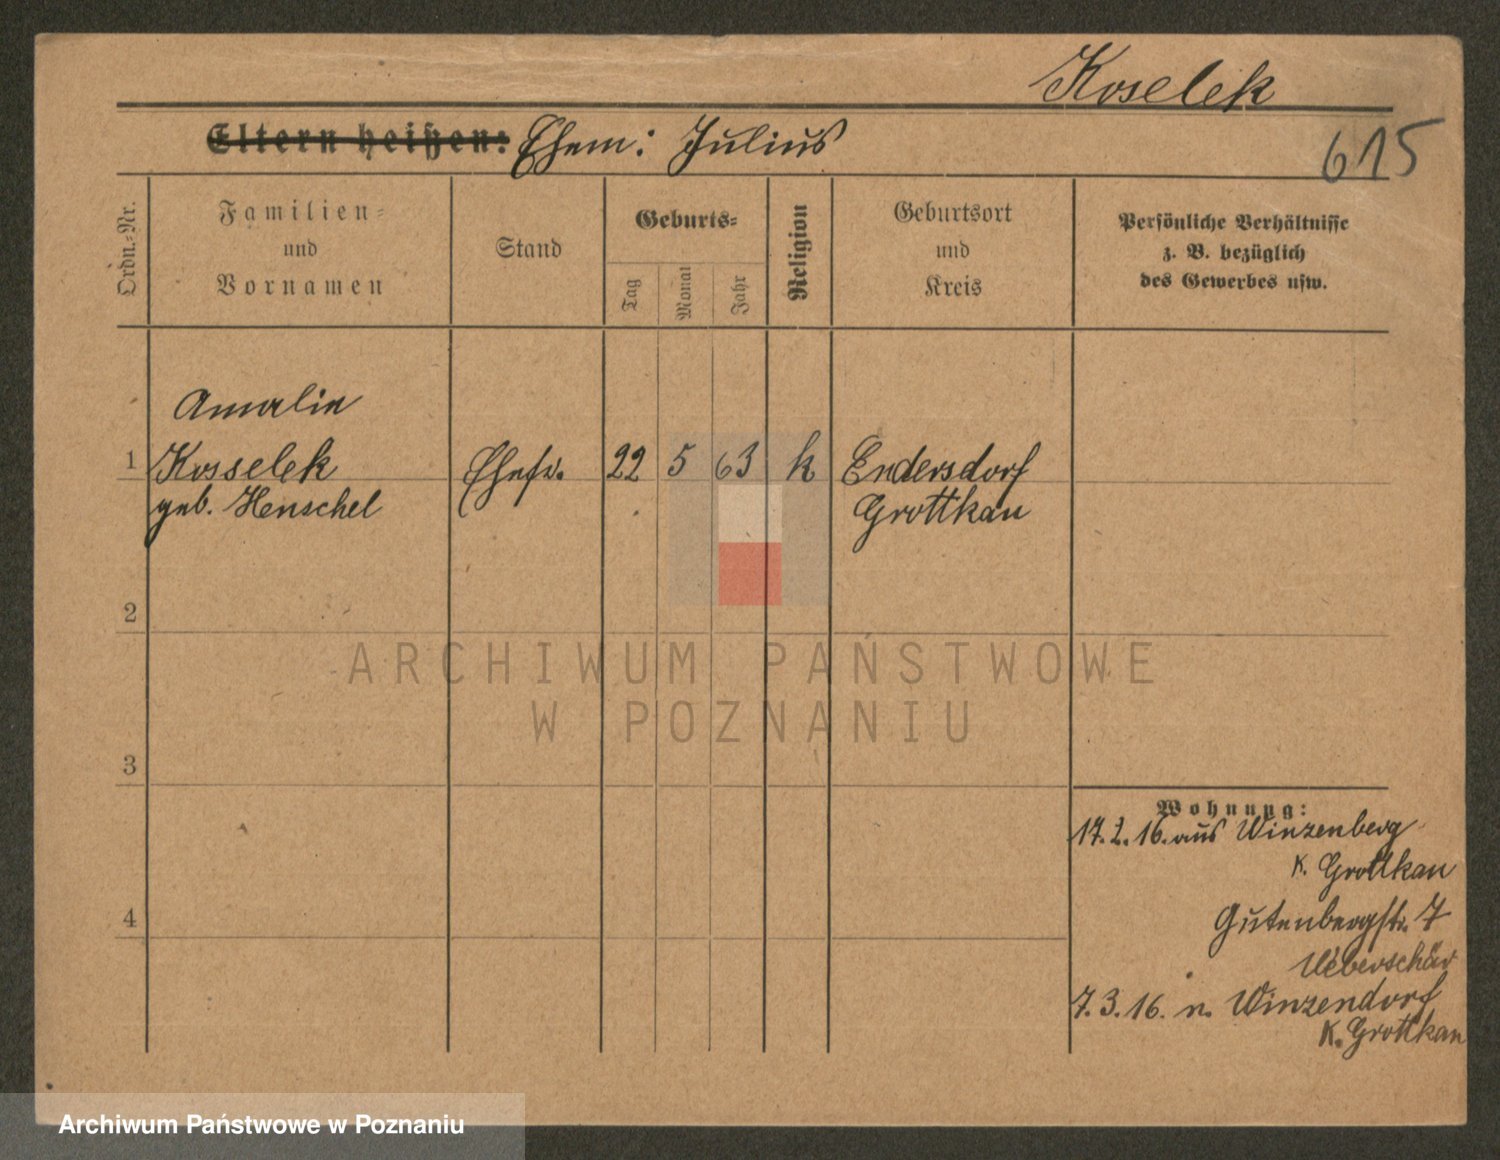 Koselek
615
Eltern heißen: Ehem: Julius
Ordn.-Nr.
Familien-
und
Vornamen
Stand
Geburts-
Tag
Monat
Jahr
Religion
Geburtsort
und
Kreis
Persönliche Verhältnisse
z. B. bezüglich
des Gewerbes usw.
Amalie
1 Kosselek Ehefr. 22 5 63 k Endersdorf
geb. Henschel Grottkau
2
3
4
Wohnung:
17.2.16. aus Winzenberg
K. Grottkau
Gutenbergstr. 7
Ueberschär
7.3.16. n. Winzendorf
K. Grottkau
ARCHIWUM PAŃSTWOWE
W POZNANIU
Archiwum Państwowe w Poznaniu